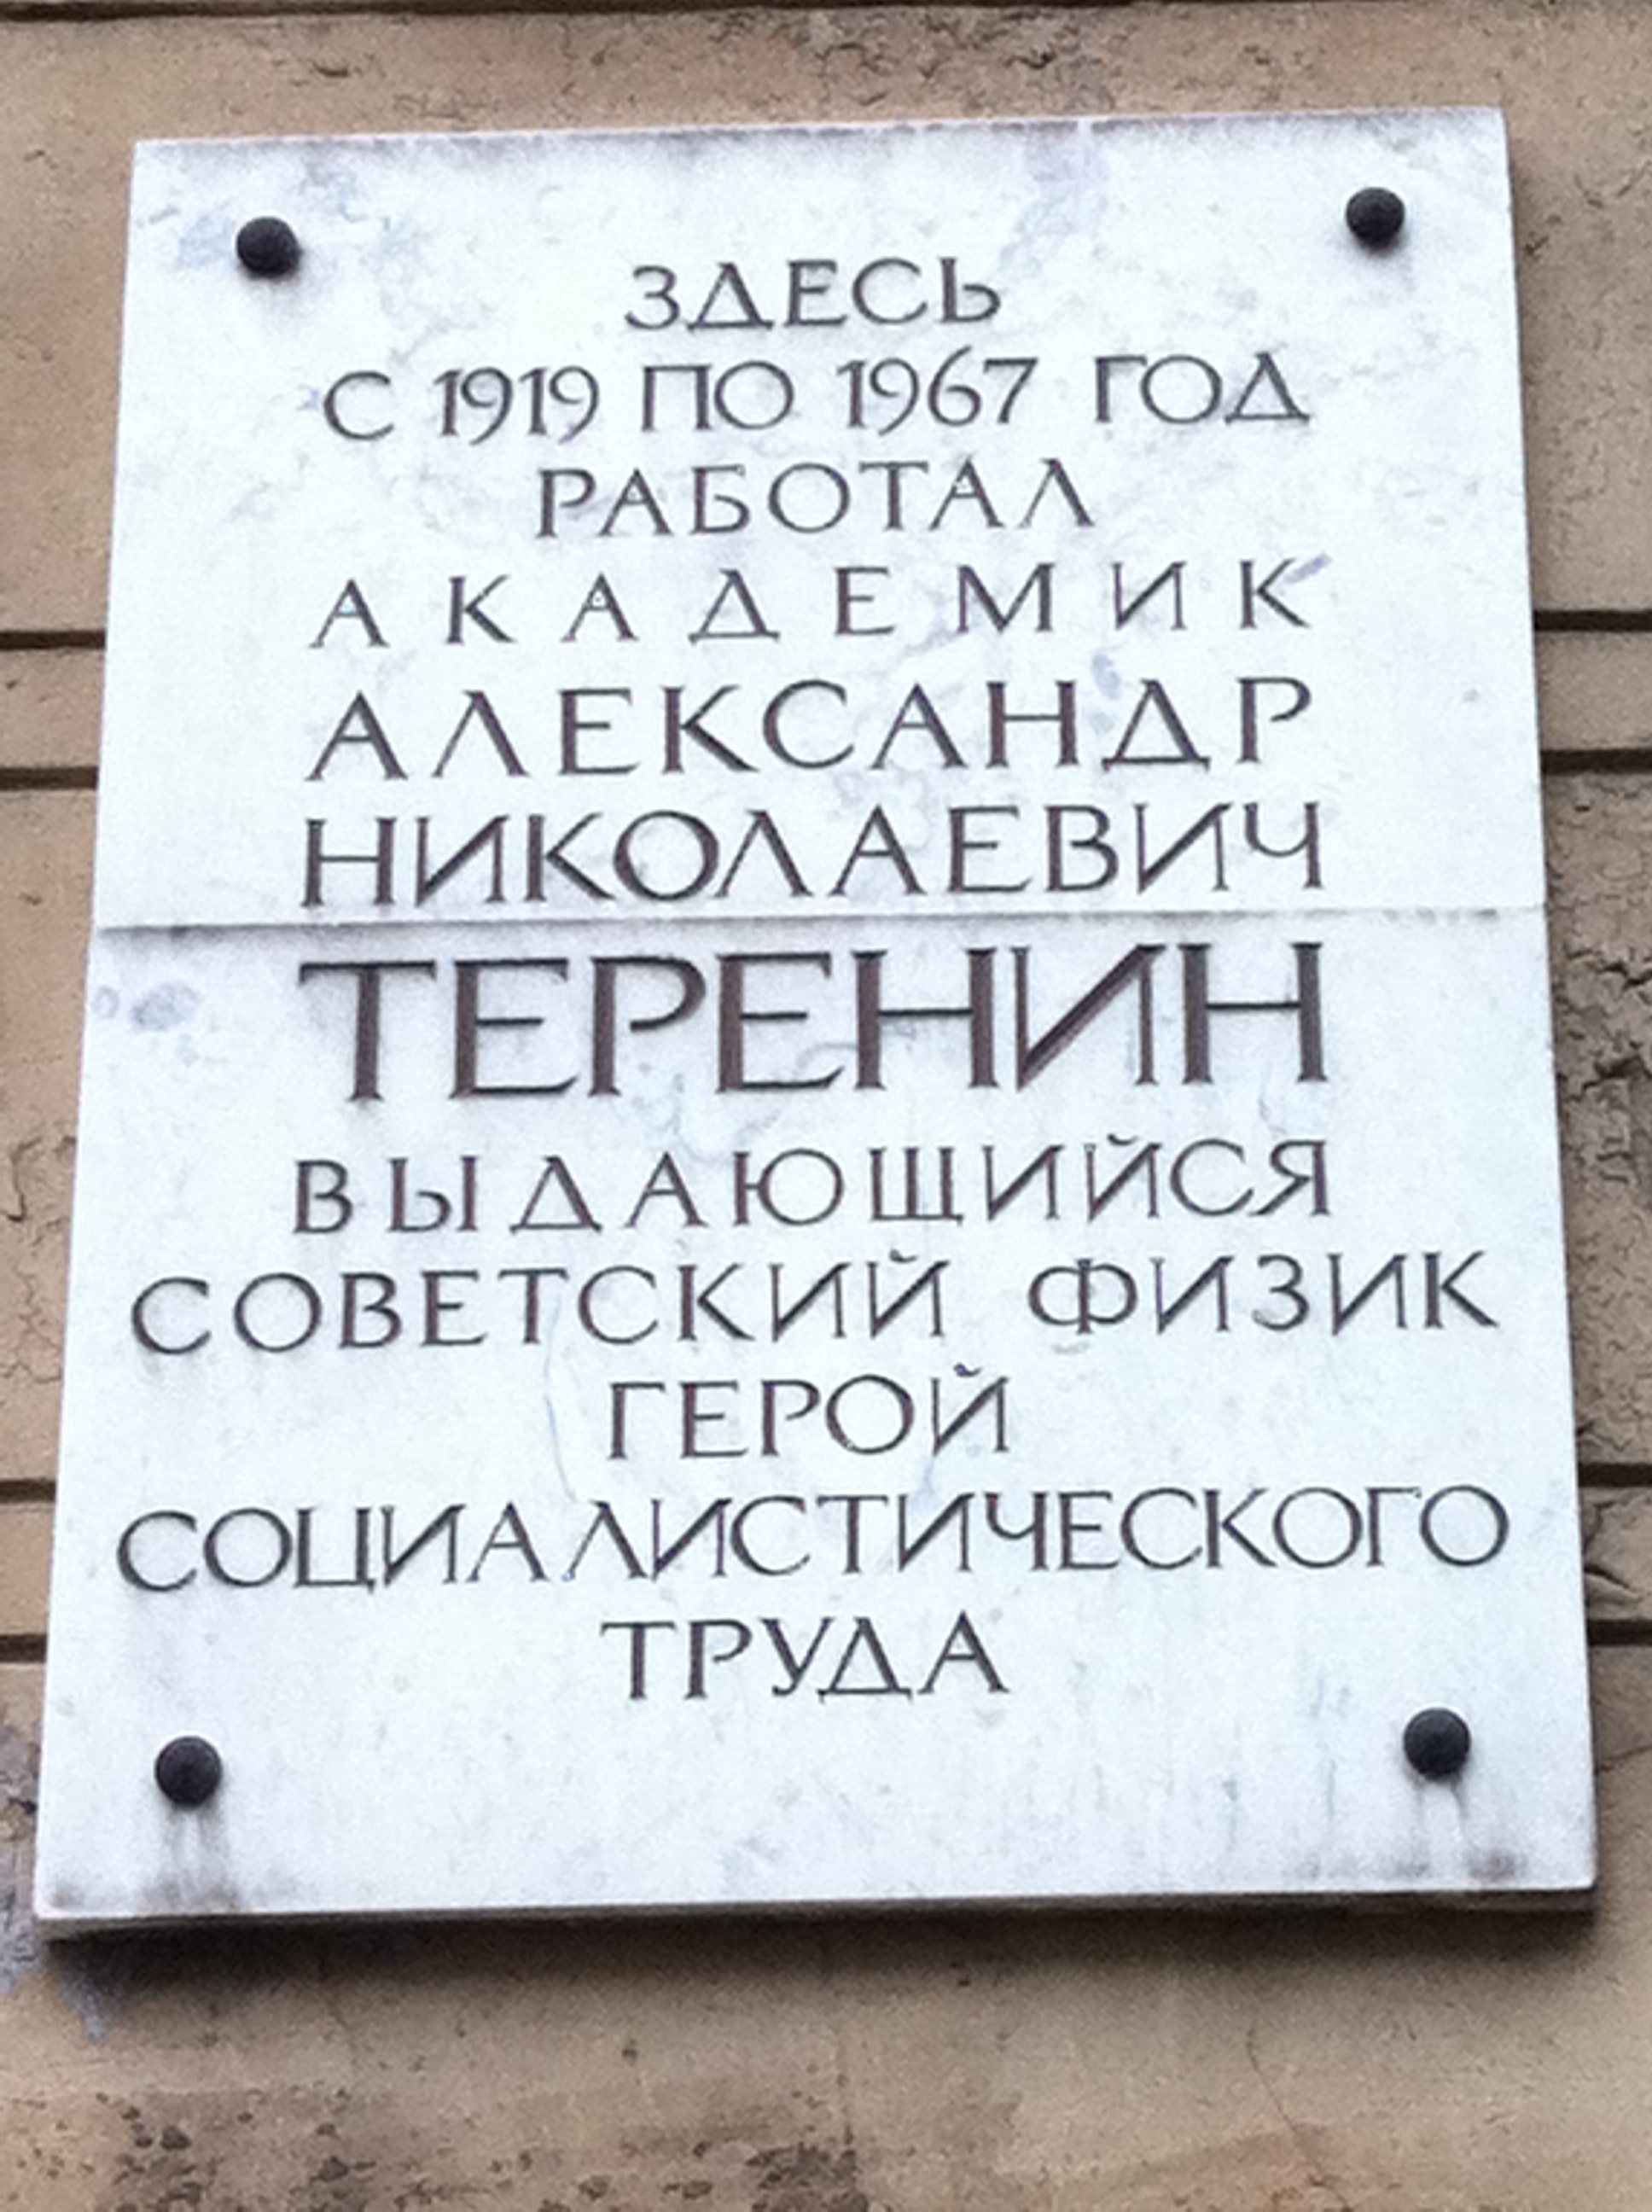 ЗДЕСЬ
С 1919 ПО 1967 ГОД
РАБОТАЛ
АКАДЕМИК
АЛЕКСАНДР
НИКОЛАЕВИЧ
ТЕРЕНИН
ВЫДАЮЩИЙСЯ
СОВЕТСКИЙ ФИЗИК
ГЕРОЙ
СОЦИАЛИСТИЧЕСКОГО
ТРУДА